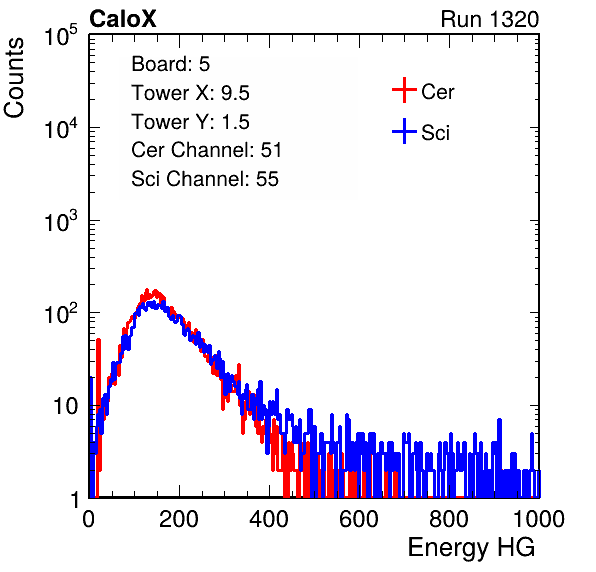 CaloX Run 1320
Counts
10^5
10^4
10^3
10^2
10
1
Board: 5
Tower X: 9.5
Tower Y: 1.5
Cer Channel: 51
Sci Channel: 55
Cer
Sci
0 200 400 600 800 1000
Energy HG